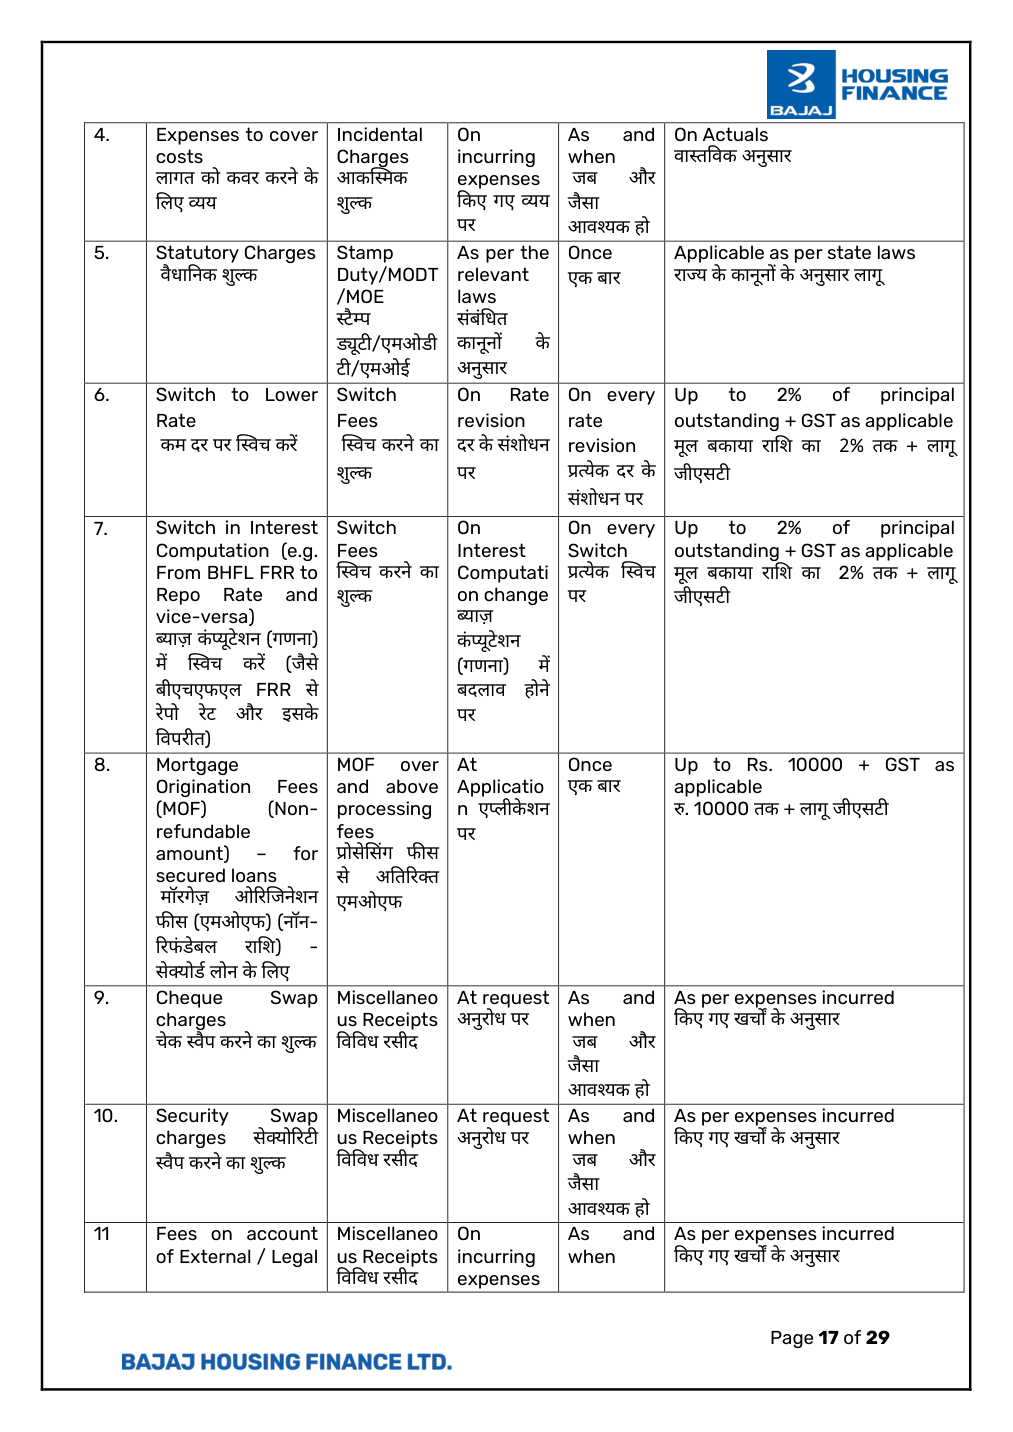 HOUSING
FINANCE
BAJAJ
4.
Expenses to cover
costs
लागत को कवर करने के
लिए व्यय
Incidental
Charges
आकस्मिक
शुल्क
On
incurring
expenses
किए गए व्यय
पर
As and
when
जब और
जैसा
आवश्यक हो
On Actuals
वास्तविक अनुसार
5.
Statutory Charges
वैधानिक शुल्क
Stamp
Duty/MODT
/MOE
स्टैम्प
ड्यूटी/एमओडी
टी/एमओई
As per the
relevant
laws
संबंधित
कानूनों के
अनुसार
Once
एक बार
Applicable as per state laws
राज्य के कानूनों के अनुसार लागू
6.
Switch to Lower
Rate
कम दर पर स्विच करें
Switch
Fees
स्विच करने का
शुल्क
On Rate
revision
दर के संशोधन
पर
On every
rate
revision
प्रत्येक दर के
संशोधन पर
Up to 2% of principal
outstanding + GST as applicable
मूल बकाया राशि का 2% तक + लागू
जीएसटी
7.
Switch in Interest
Computation (e.g.
From BHFL FRR to
Repo Rate and
vice-versa)
ब्याज़ कंप्यूटेशन (गणना)
में स्विच करें (जैसे
बीएचएफएल FRR से
रेपो रेट और इसके
विपरीत)
Switch
Fees
स्विच करने का
शुल्क
On
Interest
Computati
on change
ब्याज़
कंप्यूटेशन
(गणना) में
बदलाव होने
पर
On every
Switch
प्रत्येक स्विच
पर
Up to 2% of principal
outstanding + GST as applicable
मूल बकाया राशि का 2% तक + लागू
जीएसटी
8.
Mortgage
Origination Fees
(MOF) (Non-
refundable
amount) – for
secured loans
मॉरगेज़ ओरिजिनेशन
फीस (एमओएफ) (नॉन-
रिफंडेबल राशि) -
सेक्योर्ड लोन के लिए
MOF over
and above
processing
fees
प्रोसेसिंग फीस
से अतिरिक्त
एमओएफ
At
Applicatio
n एप्लीकेशन
पर
Once
एक बार
Up to Rs. 10000 + GST as
applicable
रु. 10000 तक + लागू जीएसटी
9.
Cheque Swap
charges
चेक स्वैप करने का शुल्क
Miscellaneo
us Receipts
विविध रसीद
At request
अनुरोध पर
As and
when
जब और
जैसा
आवश्यक हो
As per expenses incurred
किए गए खर्चों के अनुसार
10.
Security Swap
charges सेक्योरिटी
स्वैप करने का शुल्क
Miscellaneo
us Receipts
विविध रसीद
At request
अनुरोध पर
As and
when
जब और
जैसा
आवश्यक हो
As per expenses incurred
किए गए खर्चों के अनुसार
11
Fees on account
of External / Legal
Miscellaneo
us Receipts
विविध रसीद
On
incurring
expenses
As and
when
As per expenses incurred
किए गए खर्चों के अनुसार
Page 17 of 29
BAJAJ HOUSING FINANCE LTD.